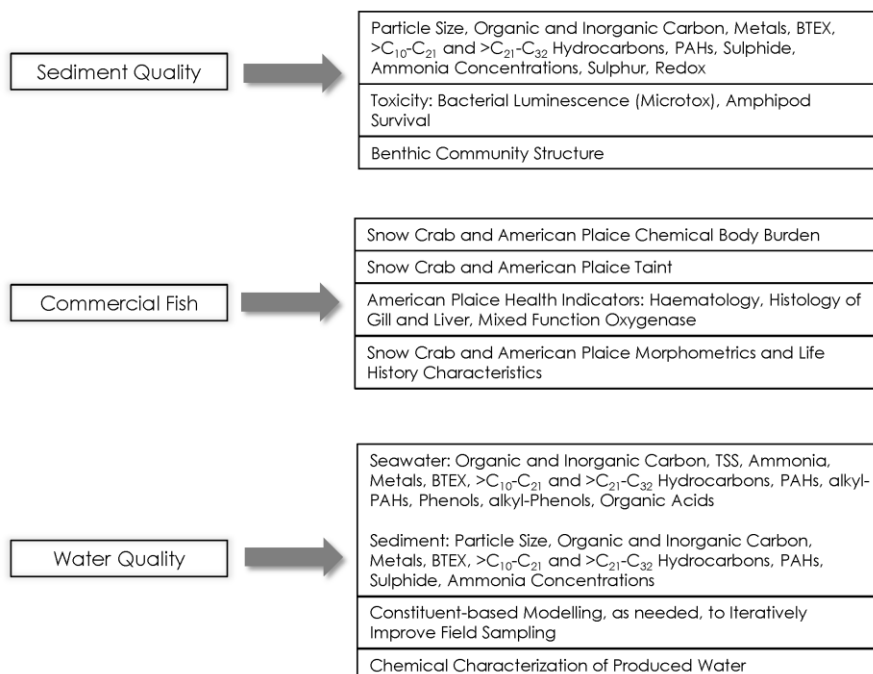 Sediment Quality
Particle Size, Organic and Inorganic Carbon, Metals, BTEX,
>C₁₀-C₂₁ and >C₂₁-C₃₂ Hydrocarbons, PAHs, Sulphide,
Ammonia Concentrations, Sulphur, Redox
Toxicity: Bacterial Luminescence (Microtox), Amphipod
Survival
Benthic Community Structure
Commercial Fish
Snow Crab and American Plaice Chemical Body Burden
Snow Crab and American Plaice Taint
American Plaice Health Indicators: Haematology, Histology of
Gill and Liver, Mixed Function Oxygenase
Snow Crab and American Plaice Morphometrics and Life
History Characteristics
Water Quality
Seawater: Organic and Inorganic Carbon, TSS, Ammonia,
Metals, BTEX, >C₁₀-C₂₁ and >C₂₁-C₃₂ Hydrocarbons, PAHs, alkyl-
PAHs, Phenols, alkyl-Phenols, Organic Acids
Sediment: Particle Size, Organic and Inorganic Carbon,
Metals, BTEX, >C₁₀-C₂₁ and >C₂₁-C₃₂ Hydrocarbons, PAHs,
Sulphide, Ammonia Concentrations
Constituent-based Modelling, as needed, to Iteratively
Improve Field Sampling
Chemical Characterization of Produced Water